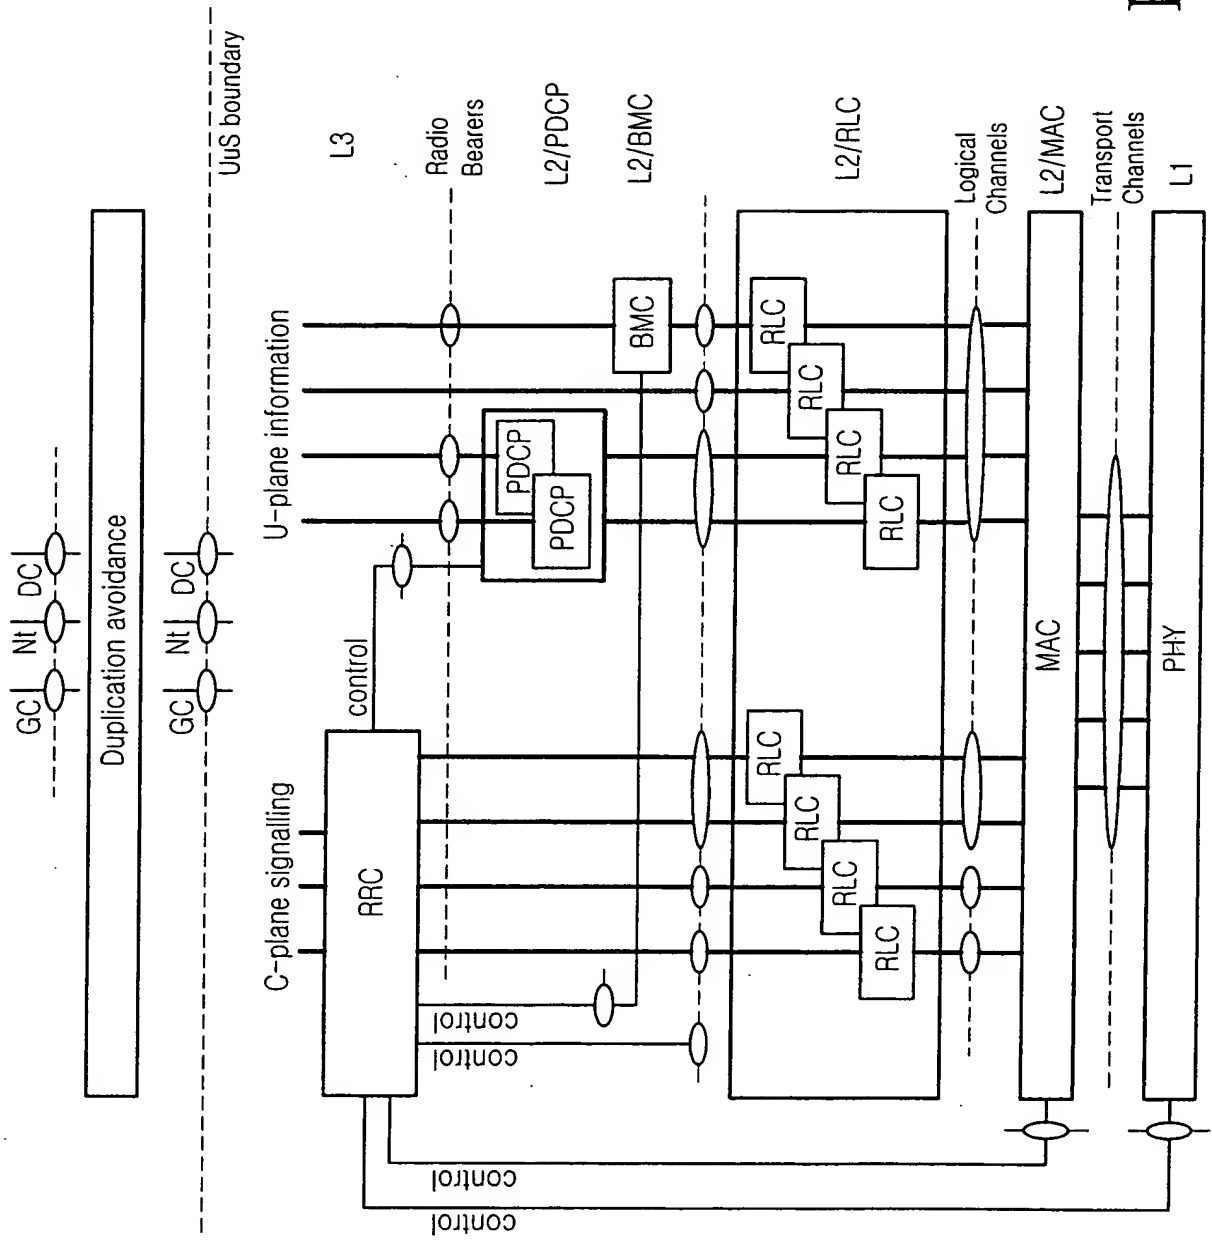 GC Nt DC
Duplication avoidance
GC Nt DC
UuS boundary
C-plane signalling
U-plane information
L3
control
RRC
Radio
Bearers
PDCP
PDCP
L2/PDCP
BMC
L2/BMC
control
control
control
control
RLC
RLC
RLC
RLC
RLC
RLC
RLC
RLC
L2/RLC
Logical
Channels
MAC
L2/MAC
Transport
Channels
PHY
L1